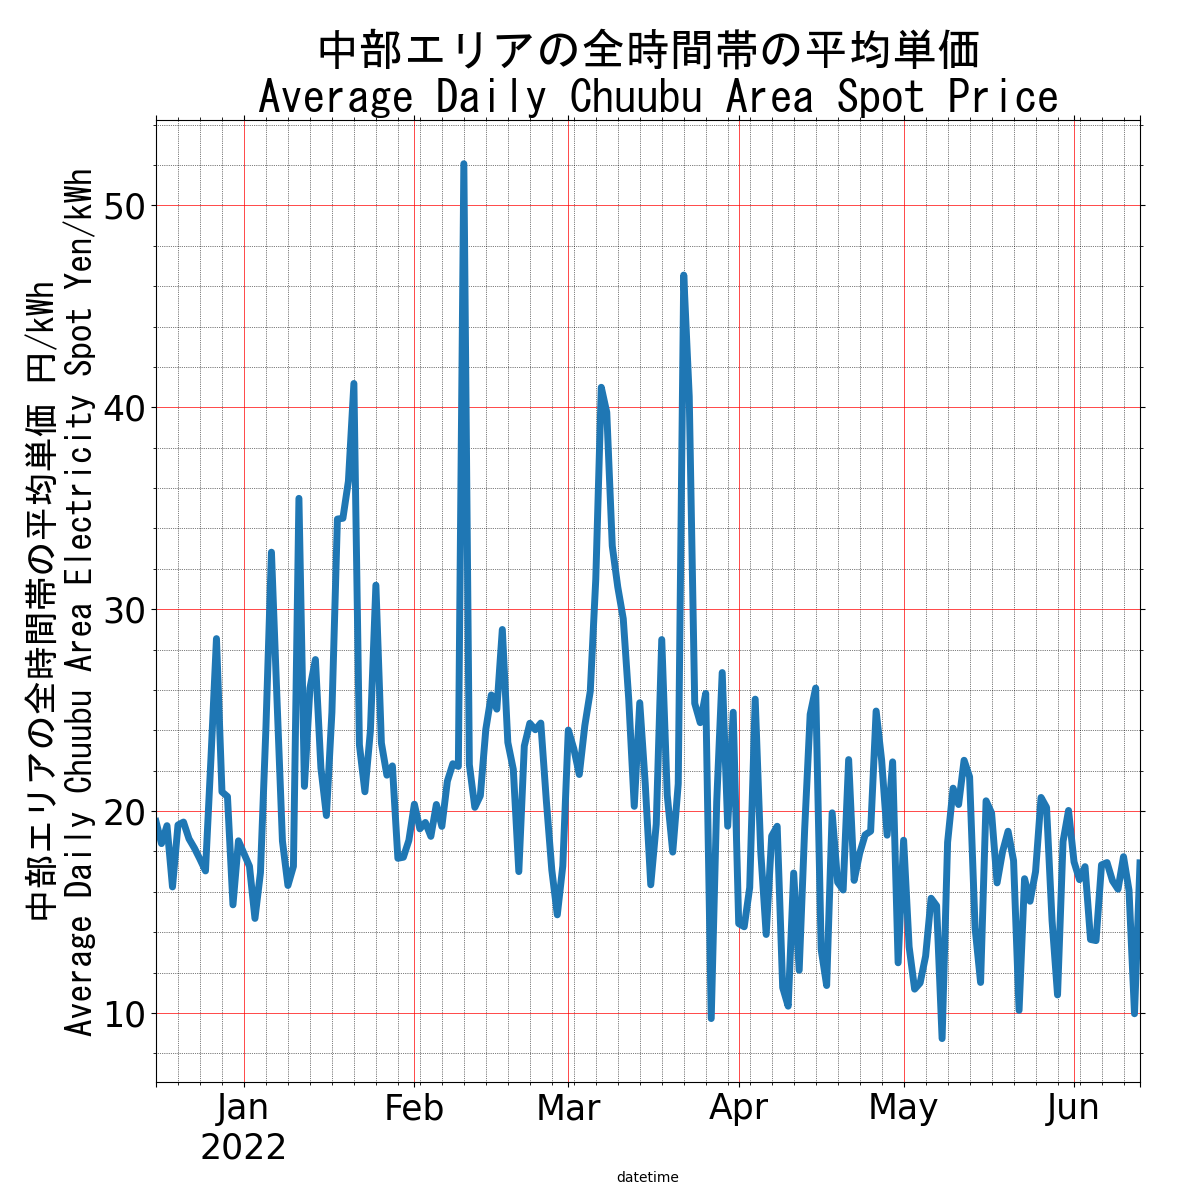 中部エリアの全時間帯の平均単価
Average Daily Chuubu Area Spot Price
中部エリアの全時間帯の平均単価 円/kWh
Average Daily Chuubu Area Electricity Spot Yen/kWh
50
40
30
20
10
Jan
2022
Feb
Mar
Apr
May
Jun
datetime